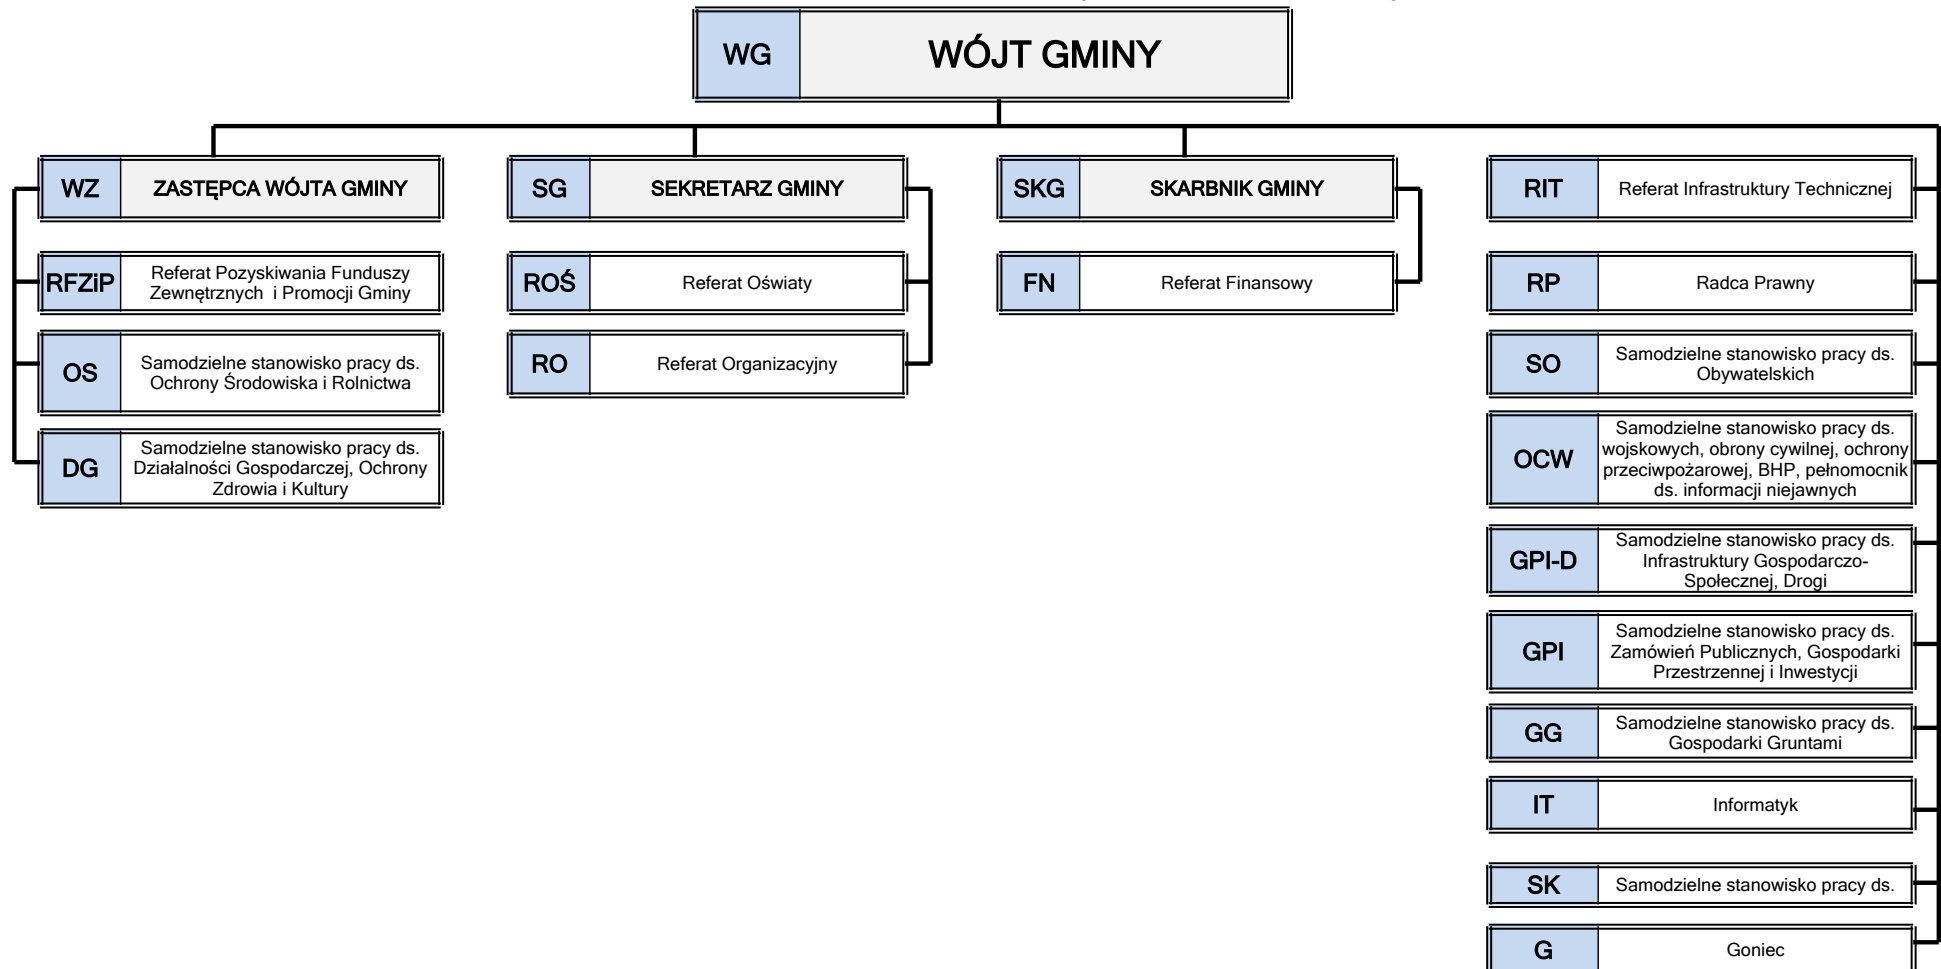 WG
WÓJT GMINY
WZ
ZASTĘPCA WÓJTA GMINY
RFZiP
Referat Pozyskiwania Funduszy
Zewnętrznych i Promocji Gminy
OS
Samodzielne stanowisko pracy ds.
Ochrony Środowiska i Rolnictwa
DG
Samodzielne stanowisko pracy ds.
Działalności Gospodarczej, Ochrony
Zdrowia i Kultury
SG
SEKRETARZ GMINY
ROŚ
Referat Oświaty
RO
Referat Organizacyjny
SKG
SKARBNIK GMINY
FN
Referat Finansowy
RIT
Referat Infrastruktury Technicznej
RP
Radca Prawny
SO
Samodzielne stanowisko pracy ds.
Obywatelskich
OCW
Samodzielne stanowisko pracy ds.
wojskowych, obrony cywilnej, ochrony
przeciwpożarowej, BHP, pełnomocnik
ds. informacji niejawnych
GPI-D
Samodzielne stanowisko pracy ds.
Infrastruktury Gospodarczo-
Społecznej, Drogi
GPI
Samodzielne stanowisko pracy ds.
Zamówień Publicznych, Gospodarki
Przestrzennej i Inwestycji
GG
Samodzielne stanowisko pracy ds.
Gospodarki Gruntami
IT
Informatyk
SK
Samodzielne stanowisko pracy ds.
G
Goniec